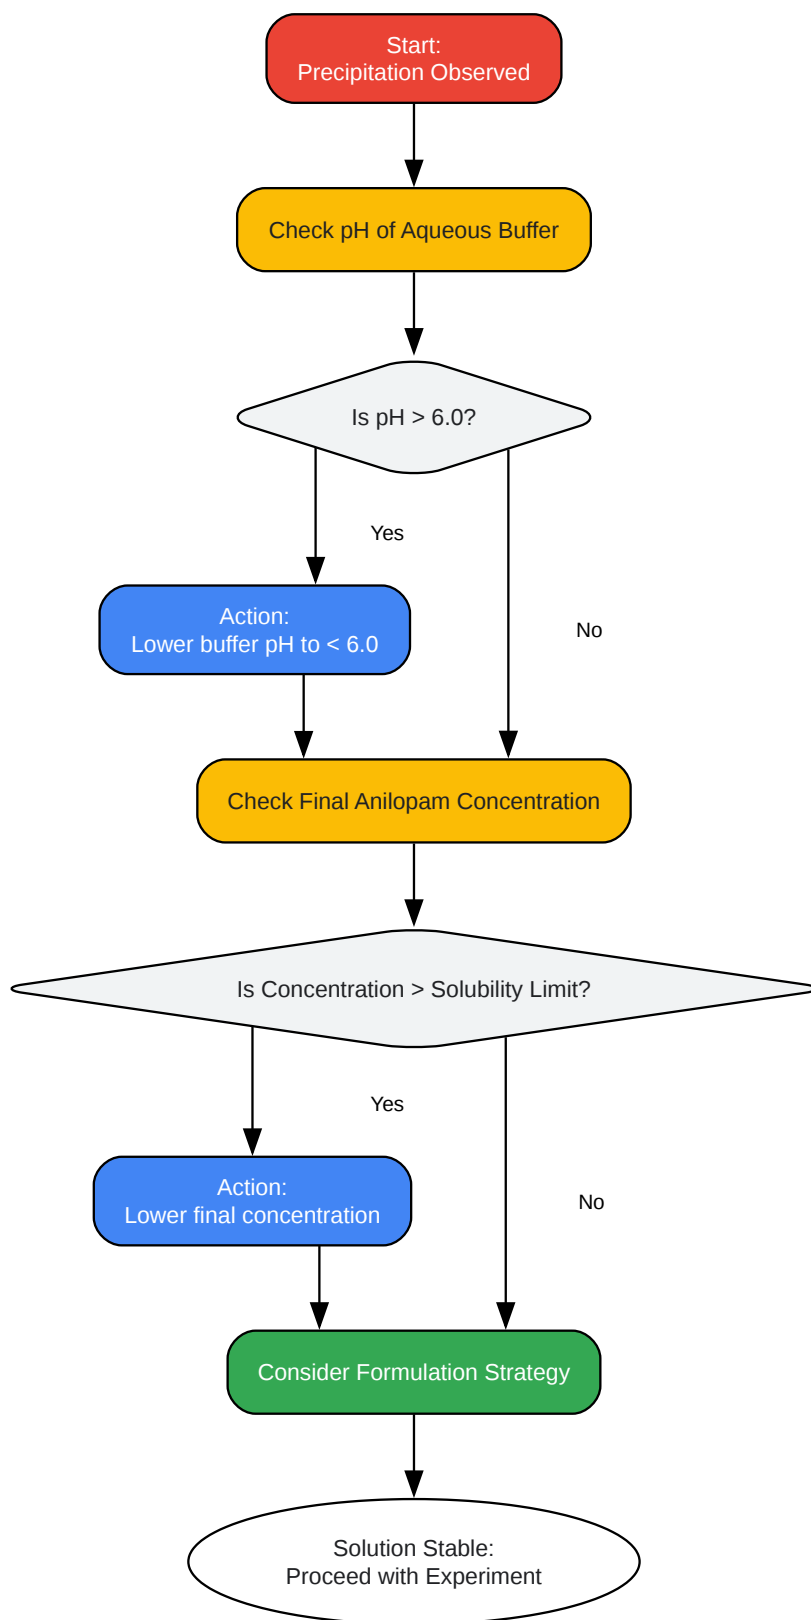 Start:
Precipitation Observed
Check pH of Aqueous Buffer
Is pH > 6.0?
Yes
Action:
Lower buffer pH to < 6.0
No
Check Final Anilopam Concentration
Is Concentration > Solubility Limit?
Yes
Action:
Lower final concentration
No
Consider Formulation Strategy
Solution Stable:
Proceed with Experiment